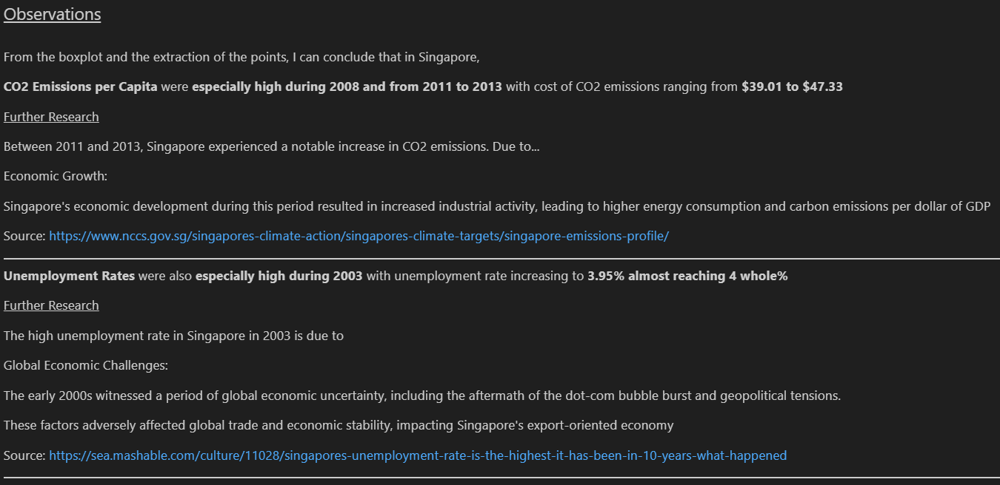 Observations
From the boxplot and the extraction of the points, I can conclude that in Singapore,
CO2 Emissions per Capita were especially high during 2008 and from 2011 to 2013 with cost of CO2 emissions ranging from $39.01 to $47.33
Further Research
Between 2011 and 2013, Singapore experienced a notable increase in CO2 emissions. Due to...
Economic Growth:
Singapore's economic development during this period resulted in increased industrial activity, leading to higher energy consumption and carbon emissions per dollar of GDP
Source: https://www.nccs.gov.sg/singapores-climate-action/singapores-climate-targets/singapore-emissions-profile/
Unemployment Rates were also especially high during 2003 with unemployment rate increasing to 3.95% almost reaching 4 whole%
Further Research
The high unemployment rate in Singapore in 2003 is due to
Global Economic Challenges:
The early 2000s witnessed a period of global economic uncertainty, including the aftermath of the dot-com bubble burst and geopolitical tensions.
These factors adversely affected global trade and economic stability, impacting Singapore's export-oriented economy
Source: https://sea.mashable.com/culture/11028/singapores-unemployment-rate-is-the-highest-it-has-been-in-10-years-what-happened